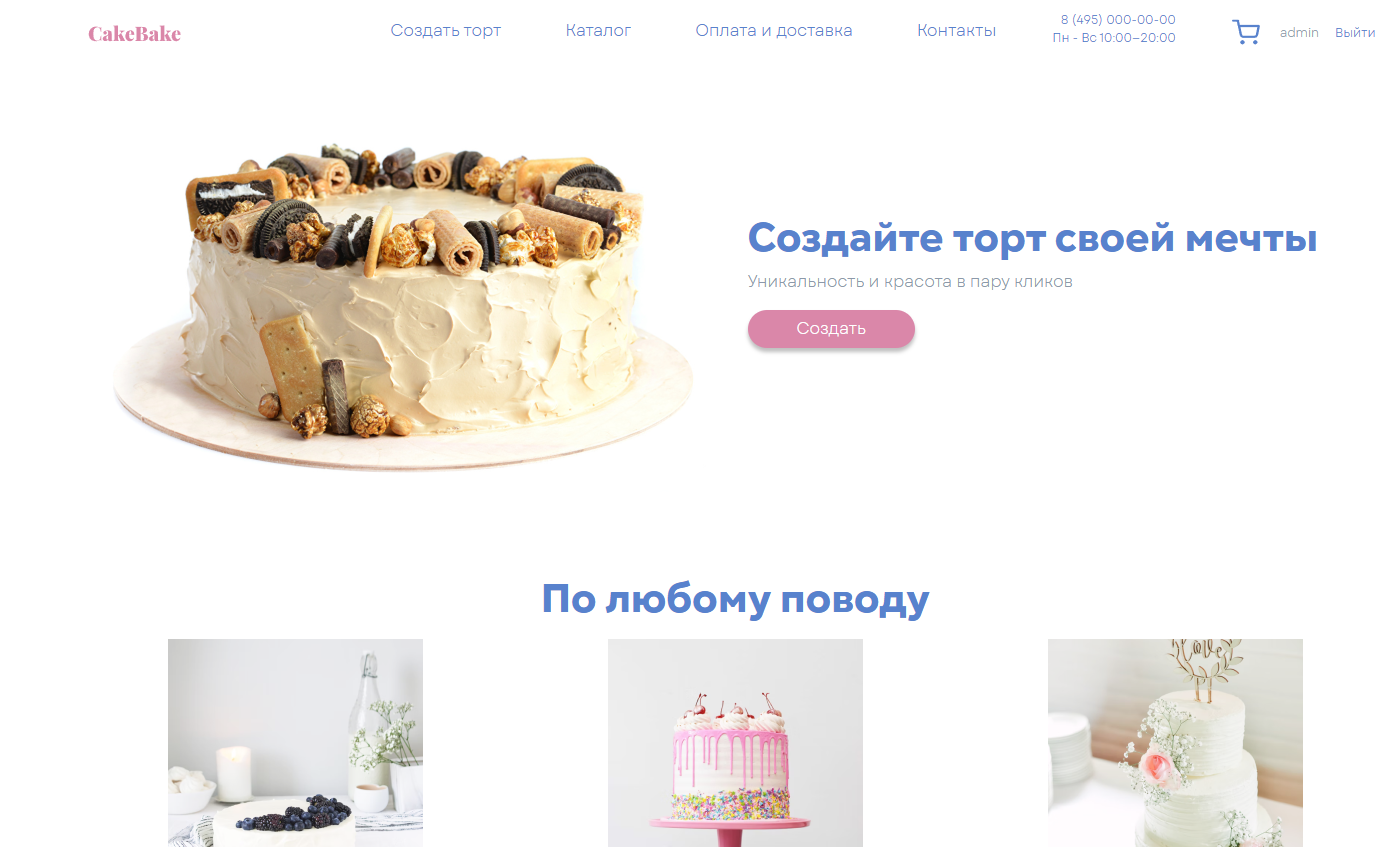 CakeBake
Создать торт
Каталог
Оплата и доставка
Контакты
8 (495) 000-00-00
Пн - Вс 10:00–20:00
admin
Выйти
Создайте торт своей мечты
Уникальность и красота в пару кликов
Создать
По любому поводу
Love